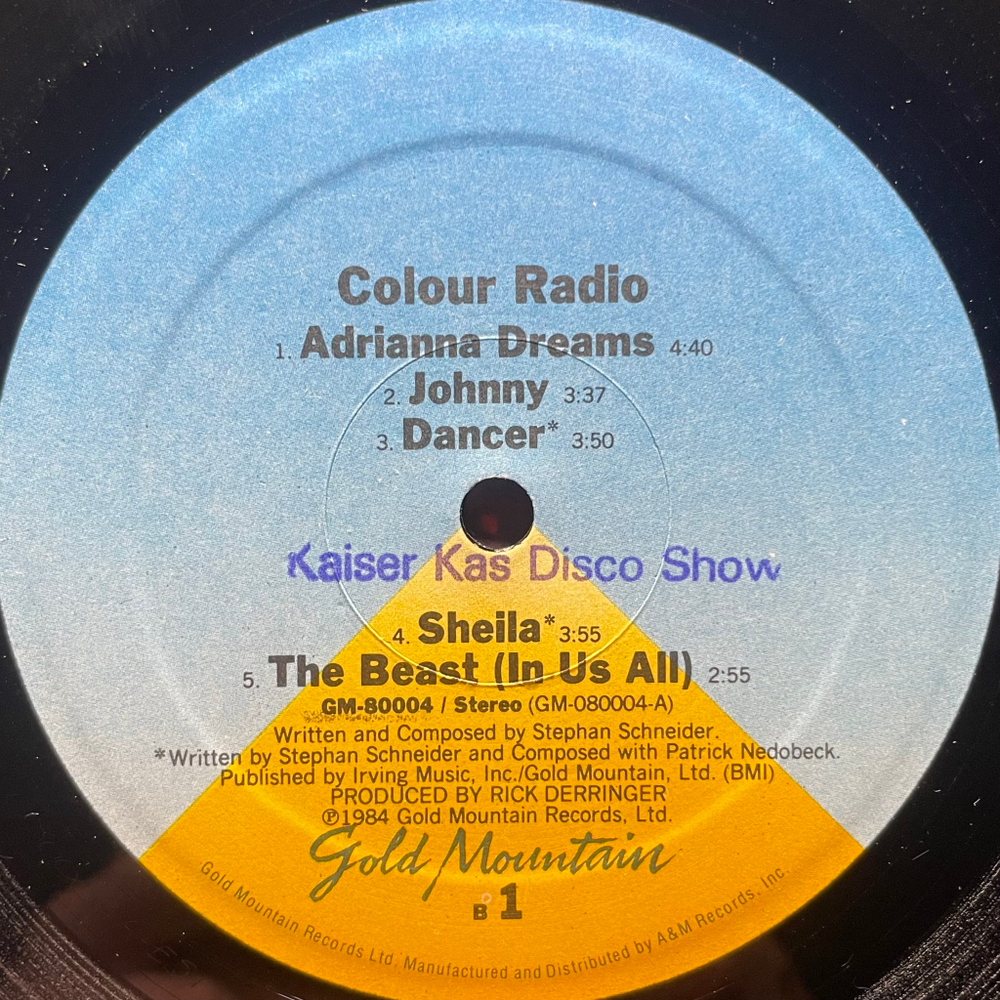 Colour Radio
1. Adrianna Dreams 4:40
2. Johnny 3:37
3. Dancer* 3:50
Kaiser Kas Disco Show
4. Sheila* 3:55
5. The Beast (In Us All) 2:55
GM-80004 / Stereo (GM-080004-A)
Written and Composed by Stephan Schneider.
*Written by Stephan Schneider and Composed with Patrick Nedobeck.
Published by Irving Music, Inc./Gold Mountain, Ltd. (BMI)
PRODUCED BY RICK DERRINGER
℗1984 Gold Mountain Records, Ltd.
Gold Mountain
B 1
Gold Mountain Records Ltd. Manufactured and Distributed by A&M Records, Inc.